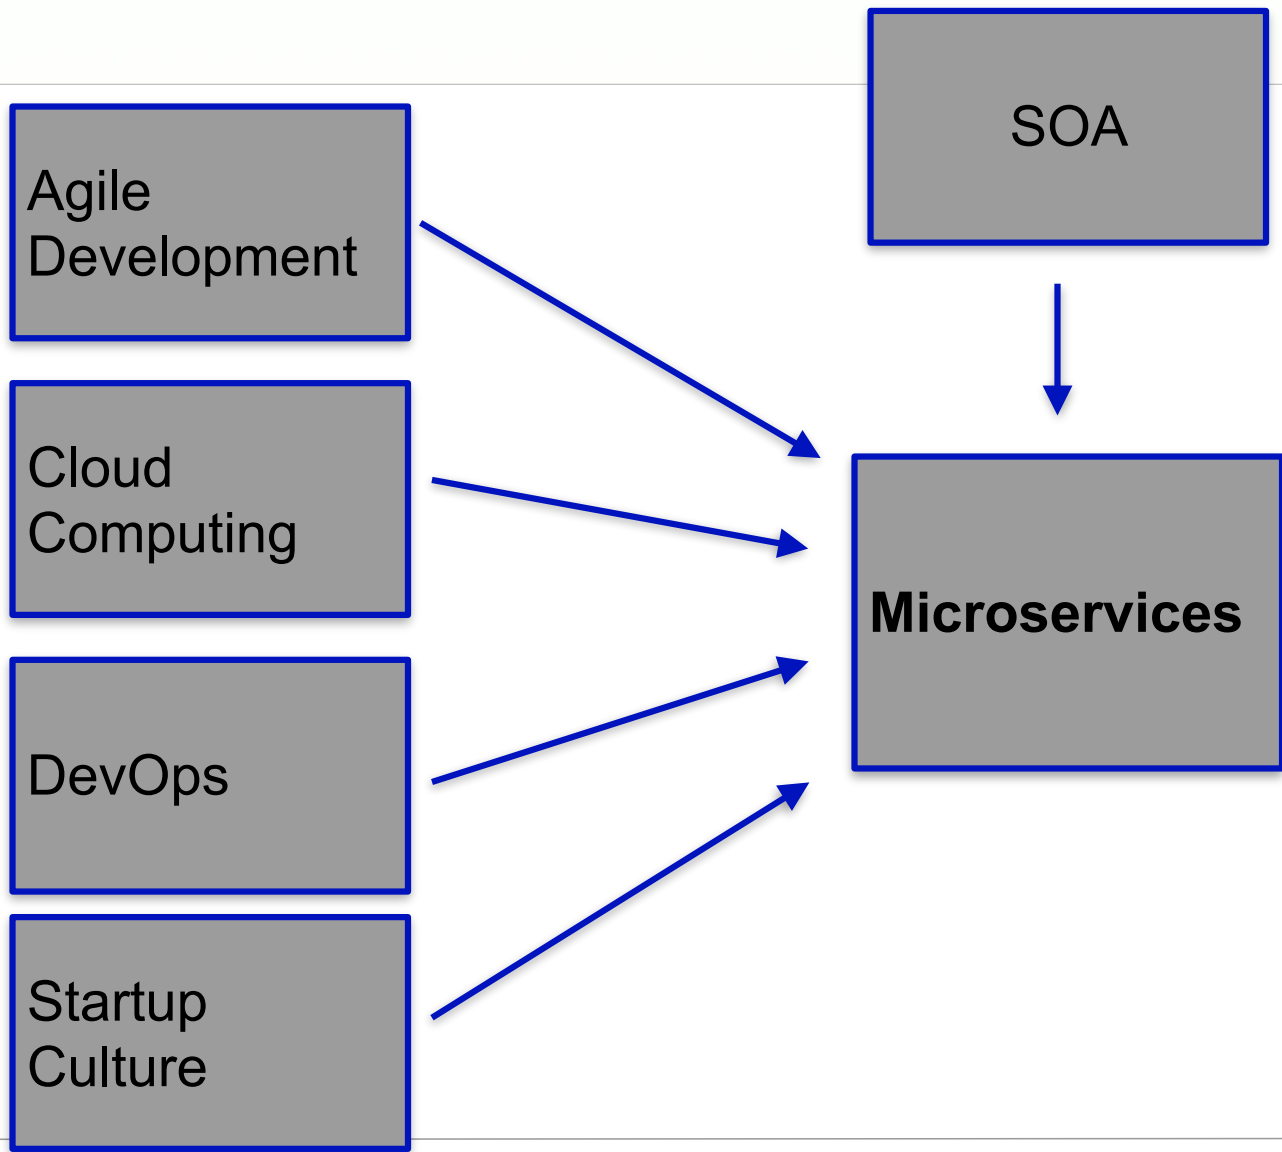 SOA
Agile
Development
Cloud
Computing
Microservices
DevOps
Startup
Culture